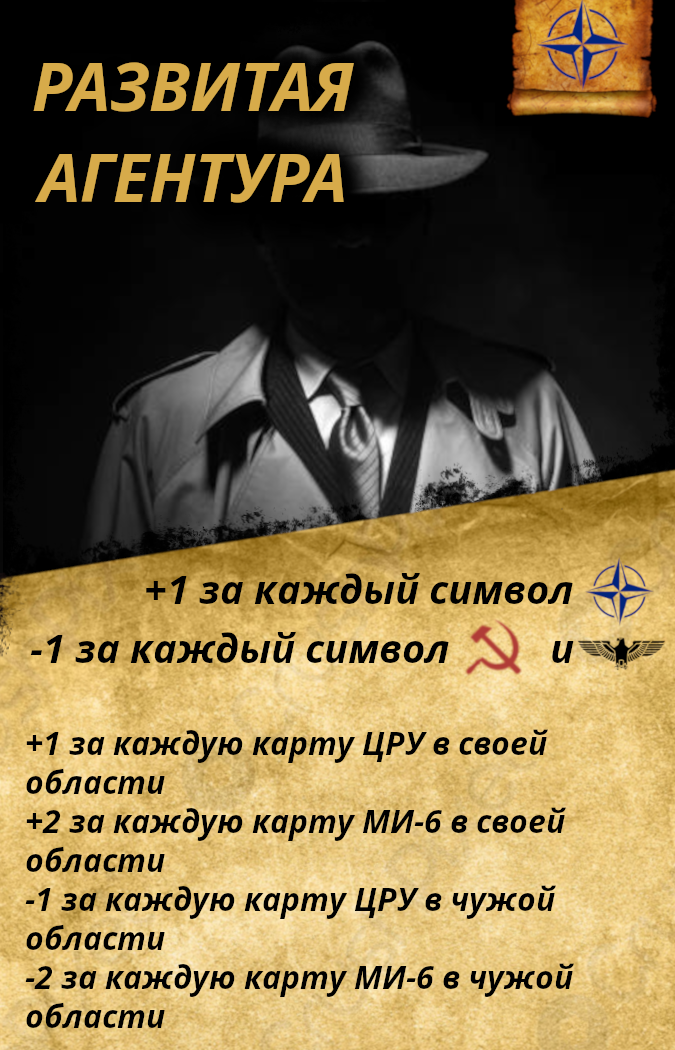 РАЗВИТАЯ
АГЕНТУРА
+1 за каждый символ
-1 за каждый символ и
+1 за каждую карту ЦРУ в своей
области
+2 за каждую карту МИ-6 в своей
области
-1 за каждую карту ЦРУ в чужой
области
-2 за каждую карту МИ-6 в чужой
области